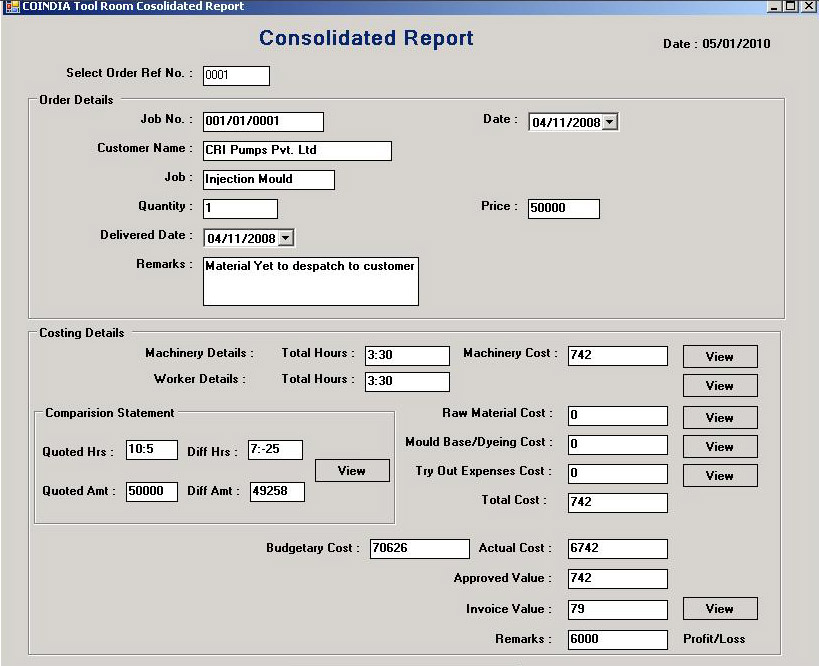 COINDIA Tool Room Cosolidated Report
Consolidated Report
Date : 05/01/2010
Select Order Ref No. : 0001
Order Details
Job No. : 001/01/0001 Date : 04/11/2008
Customer Name : CRI Pumps Pvt. Ltd
Job : Injection Mould
Quantity : 1 Price : 50000
Delivered Date : 04/11/2008
Remarks : Material Yet to despatch to customer
Costing Details
Machinery Details : Total Hours : 3:30 Machinery Cost : 742 View
Worker Details : Total Hours : 3:30 View
Comparision Statement
Raw Material Cost : 0 View
Quoted Hrs : 10:5 Diff Hrs : 7:-25 View
Mould Base/Dyeing Cost : 0 View
Quoted Amt : 50000 Diff Amt : 49258
Try Out Expenses Cost : 0 View
Total Cost : 742
Budgetary Cost : 70626 Actual Cost : 6742
Approved Value : 742
Invoice Value : 79 View
Remarks : 6000 Profit/Loss